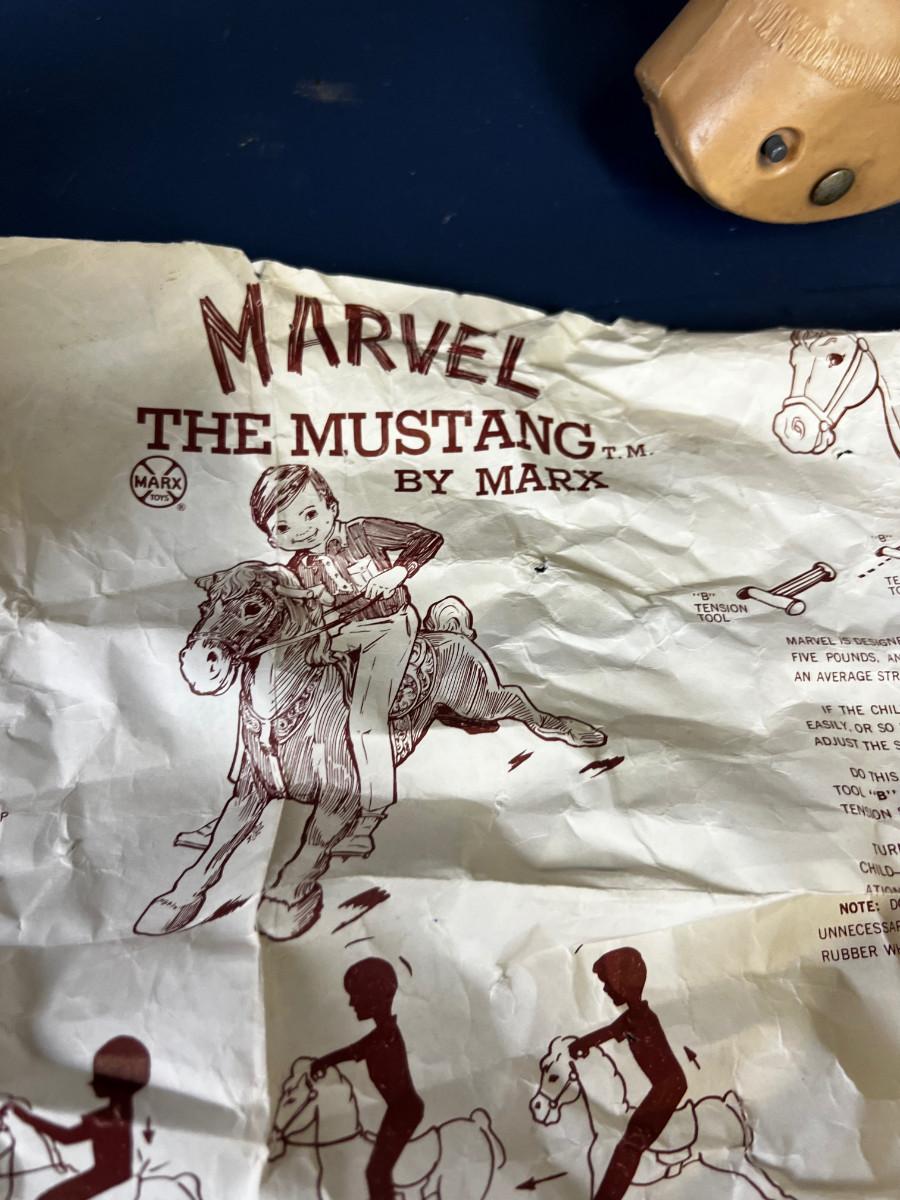 MARVEL
THE MUSTANG T.M.
BY MARX
MARX
TOYS
®
"B"
TENSION
TOOL
"B"
MARVEL IS DESIGNE
FIVE POUNDS, AN
AN AVERAGE STR
IF THE CHIL
EASILY, OR SO
ADJUST THE S
DO THIS
TOOL "B"
TENSION
TURN
CHILD—
ATION
NOTE: DO
UNNECESSAR
RUBBER WH
P